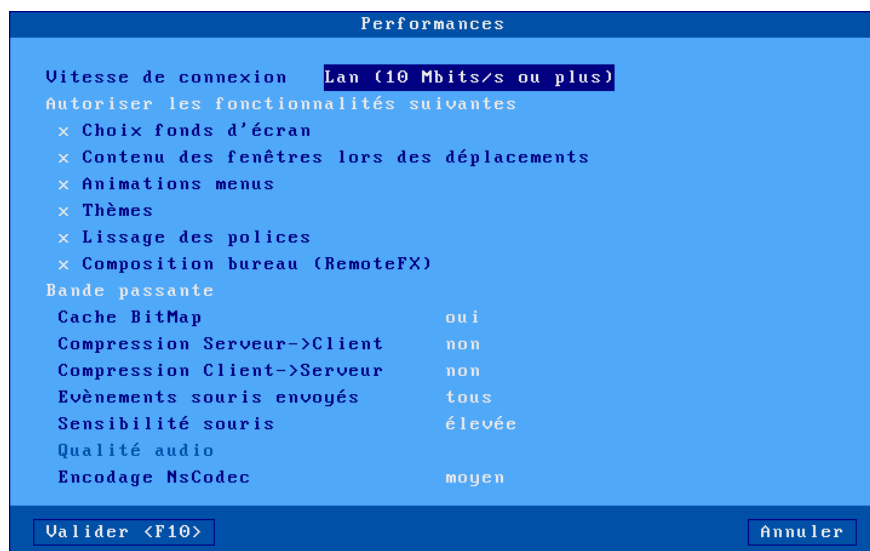 Performances
Vitesse de connexion Lan (10 Mbits/s ou plus)
Autoriser les fonctionnalités suivantes
x Choix fonds d'écran
x Contenu des fenêtres lors des déplacements
x Animations menus
x Thèmes
x Lissage des polices
x Composition bureau (RemoteFX)
Bande passante
Cache BitMap oui
Compression Serveur->Client non
Compression Client->Serveur non
Evènements souris envoyés tous
Sensibilité souris élevée
Qualité audio
Encodage NsCodec moyen
Valider <F10> Annuler